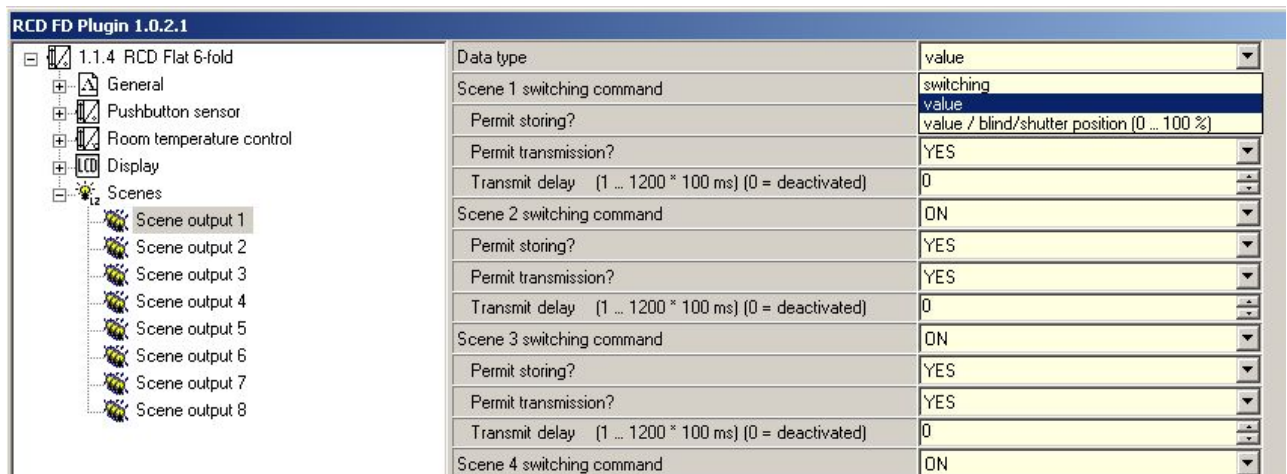 RCD FD Plugin 1.0.2.1
1.1.4 RCD Flat 6-fold
General
Pushbutton sensor
Room temperature control
LCD Display
Scenes
Scene output 1
Scene output 2
Scene output 3
Scene output 4
Scene output 5
Scene output 6
Scene output 7
Scene output 8
Data type value
Scene 1 switching command
switching
value
value / blind/shutter position (0 ... 100 %)
Permit storing?
Permit transmission? YES
Transmit delay (1 ... 1200 * 100 ms) (0 = deactivated) 0
Scene 2 switching command ON
Permit storing? YES
Permit transmission? YES
Transmit delay (1 ... 1200 * 100 ms) (0 = deactivated) 0
Scene 3 switching command ON
Permit storing? YES
Permit transmission? YES
Transmit delay (1 ... 1200 * 100 ms) (0 = deactivated) 0
Scene 4 switching command ON